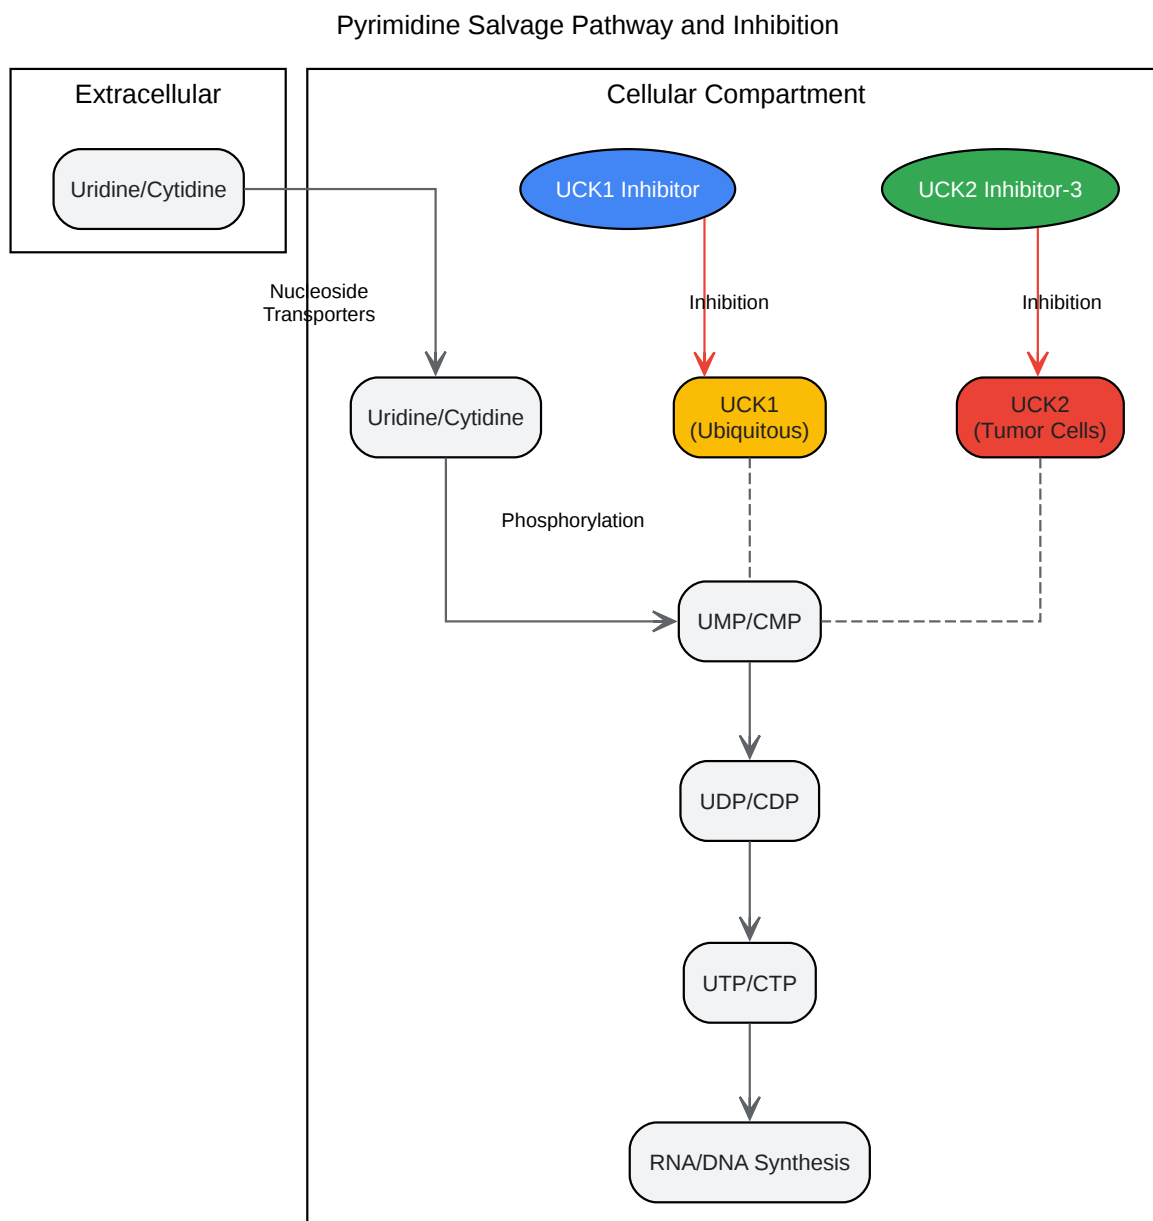 Pyrimidine Salvage Pathway and Inhibition
Extracellular
Cellular Compartment
Uridine/Cytidine
UCK1 Inhibitor
UCK2 Inhibitor-3
Nucleoside
Transporters
Inhibition
Inhibition
Uridine/Cytidine
UCK1
(Ubiquitous)
UCK2
(Tumor Cells)
Phosphorylation
UMP/CMP
UDP/CDP
UTP/CTP
RNA/DNA Synthesis